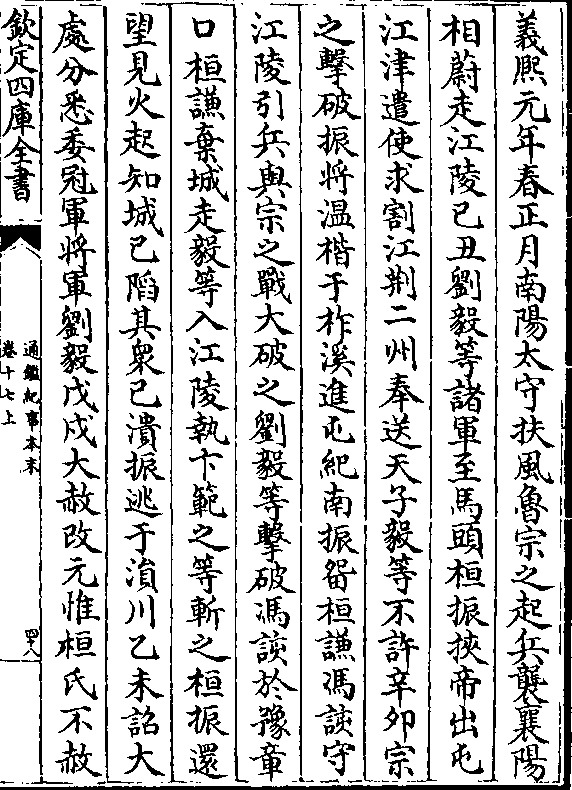 義熙元年春正月南陽太守扶風魯宗之起兵襲襄陽
相蔚走江陵已丑劉毅等諸軍至馬頭桓振挾帝出屯
江津遣使求割江荆二州奉送天子毅等不許辛夘宗
之擊破振將温楷于柞溪進屯紀南振留桓謙馮該守
江陵引兵與宗之戰大破之劉毅等擊破馮該於豫章
口桓謙棄城走毅等入江陵執卞範之等斬之桓振還
望見火起知城已陷其衆已潰振逃于溳川乙未詔大
處分悉委冠軍將軍劉毅戊戌大赦改元惟桓氏不赦
欽定四庫全書
通鑑紀事本末
卷十七上
四八